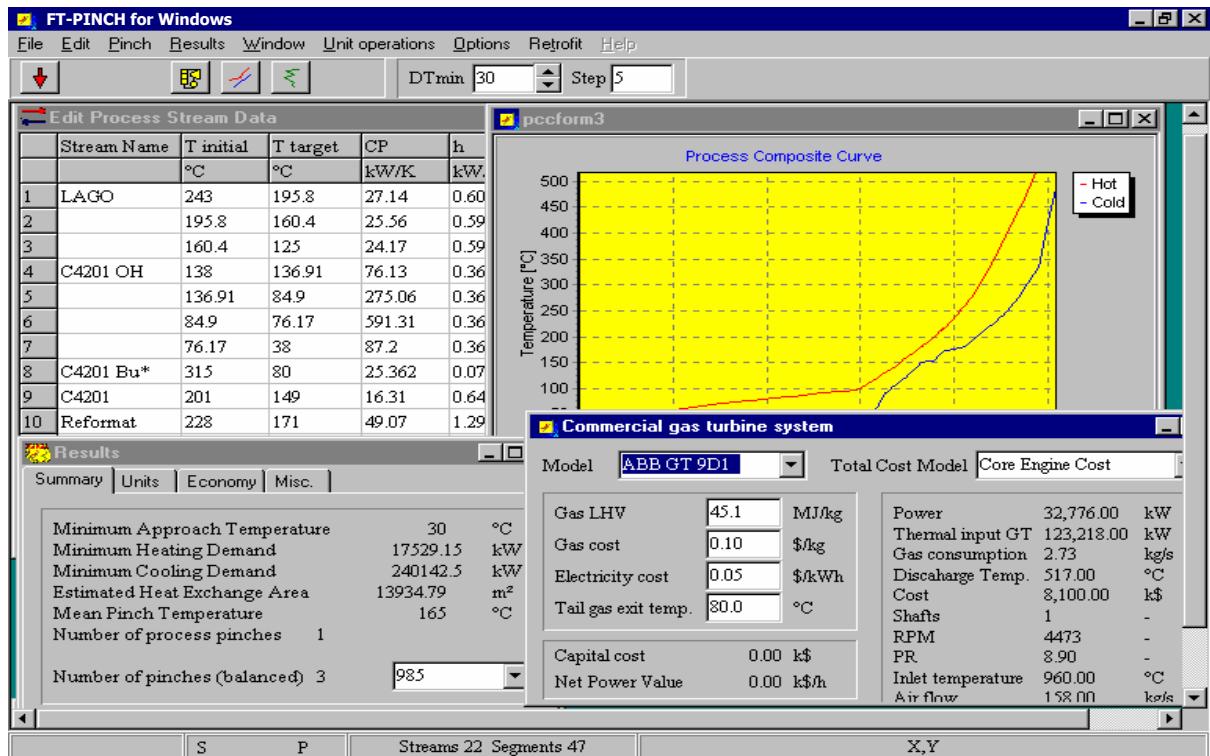 FT-PINCH for Windows
File Edit Pinch Results Window Unit operations Options Retrofit Help
DTmin 30 Step 5
Edit Process Stream Data
Stream Name T initial T target CP h
°C °C kW/K kW.
1 LAGO 243 195.8 27.14 0.60
2 195.8 160.4 25.56 0.59
3 160.4 125 24.17 0.59
4 C4201 OH 138 136.91 76.13 0.36
5 136.91 84.9 275.06 0.36
6 84.9 76.17 591.31 0.36
7 76.17 38 87.2 0.36
8 C4201 Bu* 315 80 25.362 0.07
9 C4201 201 149 16.31 0.64
10 Reformat 228 171 49.07 1.29
pccform3
Process Composite Curve
500
450
400
350
300
250
200
150
100
Temperature [°C]
- Hot
- Cold
Results
Summary Units Economy Misc.
Minimum Approach Temperature 30 °C
Minimum Heating Demand 17529.15 kW
Minimum Cooling Demand 240142.5 kW
Estimated Heat Exchange Area 13934.79 m²
Mean Pinch Temperature 165 °C
Number of process pinches 1
Number of pinches (balanced) 3 985
Commercial gas turbine system
Model ABB GT 9D1 Total Cost Model Core Engine Cost
Gas LHV 45.1 MJ/kg
Gas cost 0.10 $/kg
Electricity cost 0.05 $/kWh
Tail gas exit temp. 80.0 °C
Capital cost 0.00 k$
Net Power Value 0.00 k$/h
Power 32,776.00 kW
Thermal input GT 123,218.00 kW
Gas consumption 2.73 kg/s
Discaharge Temp. 517.00 °C
Cost 8,100.00 k$
Shafts 1 -
RPM 4473 -
PR 8.90 -
Inlet temperature 960.00 °C
Air flow 158.00 kg/s
S P Streams 22 Segments 47 X,Y